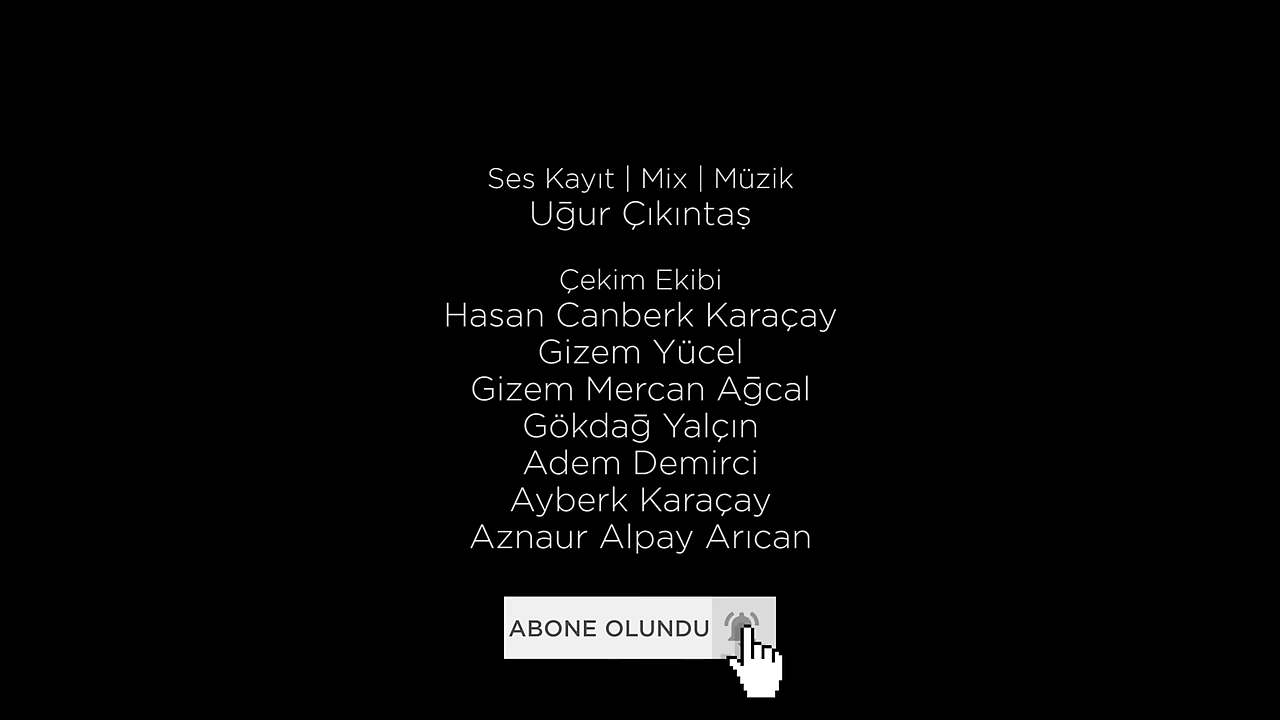 Ses Kayıt | Mix | Müzik
Uğur Çıkıntaş
Çekim Ekibi
Hasan Canberk Karaçay
Gizem Yücel
Gizem Mercan Ağcal
Gökdağ Yalçın
Adem Demirci
Ayberk Karaçay
Aznaur Alpay Arıcan
ABONE OLUNDU